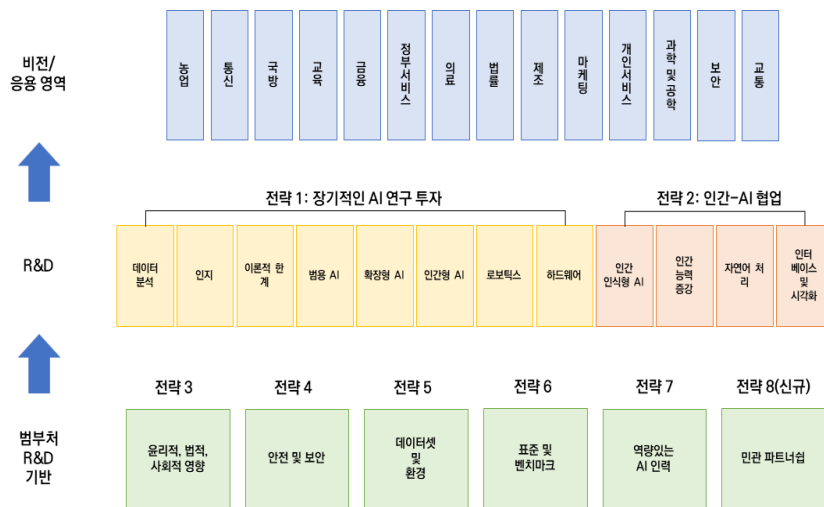 비전/
응용 영역
농업
통신
국방
교육
금융
정부서비스
의료
법률
제조
마케팅
개인서비스
과학 및 공학
보안
교통
전략 1: 장기적인 AI 연구 투자
전략 2: 인간-AI 협업
R&D
데이터
분석
인지
이론적 한
계
범용 AI
확장형 AI
인간형 AI
로보틱스
하드웨어
인간
인식형 AI
인간
능력
증강
자연어 처
리
인터
베이스 및
시각화
범부처
R&D
기반
전략 3
윤리적, 법적,
사회적 영향
전략 4
안전 및 보안
전략 5
데이터셋
및
환경
전략 6
표준 및
벤치마크
전략 7
역량있는
AI 인력
전략 8(신규)
민관 파트너쉽